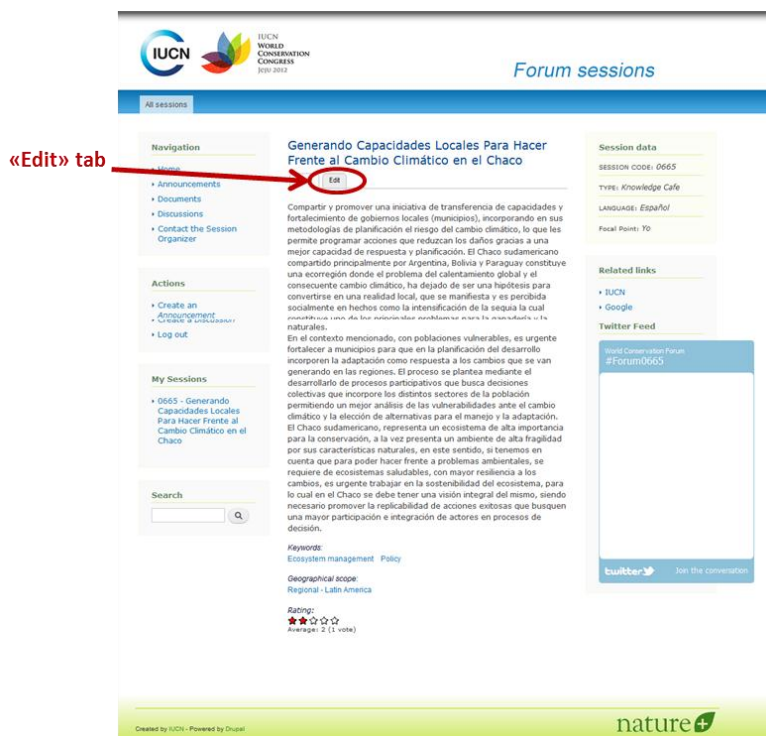 IUCN
IUCN
WORLD
CONSERVATION
CONGRESS
JEJU 2012
Forum sessions
All sessions
«Edit» tab
Navigation
Home
Announcements
Documents
Discussions
Contact the Session
Organizer
Actions
Create an
Announcement
Create a Discussion
Log out
My Sessions
0665 - Generando
Capacidades Locales
Para Hacer Frente al
Cambio Climático en el
Chaco
Search
Generando Capacidades Locales Para Hacer
Frente al Cambio Climático en el Chaco
Edit
Compartir y promover una iniciativa de transferencia de capacidades y
fortalecimiento de gobiernos locales (municipios), incorporando en sus
metodologías de planificación el riesgo del cambio climático, lo que les
permite programar acciones que reduzcan los daños gracias a una
mejor capacidad de respuesta y planificación. El Chaco sudamericano
compartido principalmente por Argentina, Bolivia y Paraguay constituye
una ecorregión donde el problema del calentamiento global y el
consecuente cambio climático, ha dejado de ser una hipótesis para
convertirse en una realidad local, que se manifiesta y es percibida
socialmente en hechos como la intensificación de la sequia la cual
constituye uno de los principales problemas para la ganadería y la
naturales.
En el contexto mencionado, con poblaciones vulnerables, es urgente
fortalecer a municipios para que en la planificación del desarrollo
incorporen la adaptación como respuesta a los cambios que se van
generando en las regiones. El proceso se plantea mediante el
desarrollarlo de procesos participativos que busca decisiones
colectivas que incorpore los distintos sectores de la población
permitiendo un mejor análisis de las vulnerabilidades ante el cambio
climático y la elección de alternativas para el manejo y la adaptación.
El Chaco sudamericano, representa un ecosistema de alta importancia
para la conservación, a la vez presenta un ambiente de alta fragilidad
por sus características naturales, en este sentido, si tenemos en
cuenta que para poder hacer frente a problemas ambientales, se
requiere de ecosistemas saludables, con mayor resiliencia a los
cambios, es urgente trabajar en la sostenibilidad del ecosistema, para
lo cual en el Chaco se debe tener una visión integral del mismo, siendo
necesario promover la replicabilidad de acciones exitosas que busquen
una mayor participación e integración de actores en procesos de
decisión.
Keywords:
Ecosystem management Policy
Geographical scope:
Regional - Latin America
Rating:
Average: 2 (1 vote)
Session data
SESSION CODE: 0665
TYPE: Knowledge Cafe
LANGUAGE: Español
Focal Point: Yo
Related links
IUCN
Google
Twitter Feed
World Conservation Forum
#Forum0665
twitter
Join the conversation
Created by IUCN - Powered by Drupal
nature+